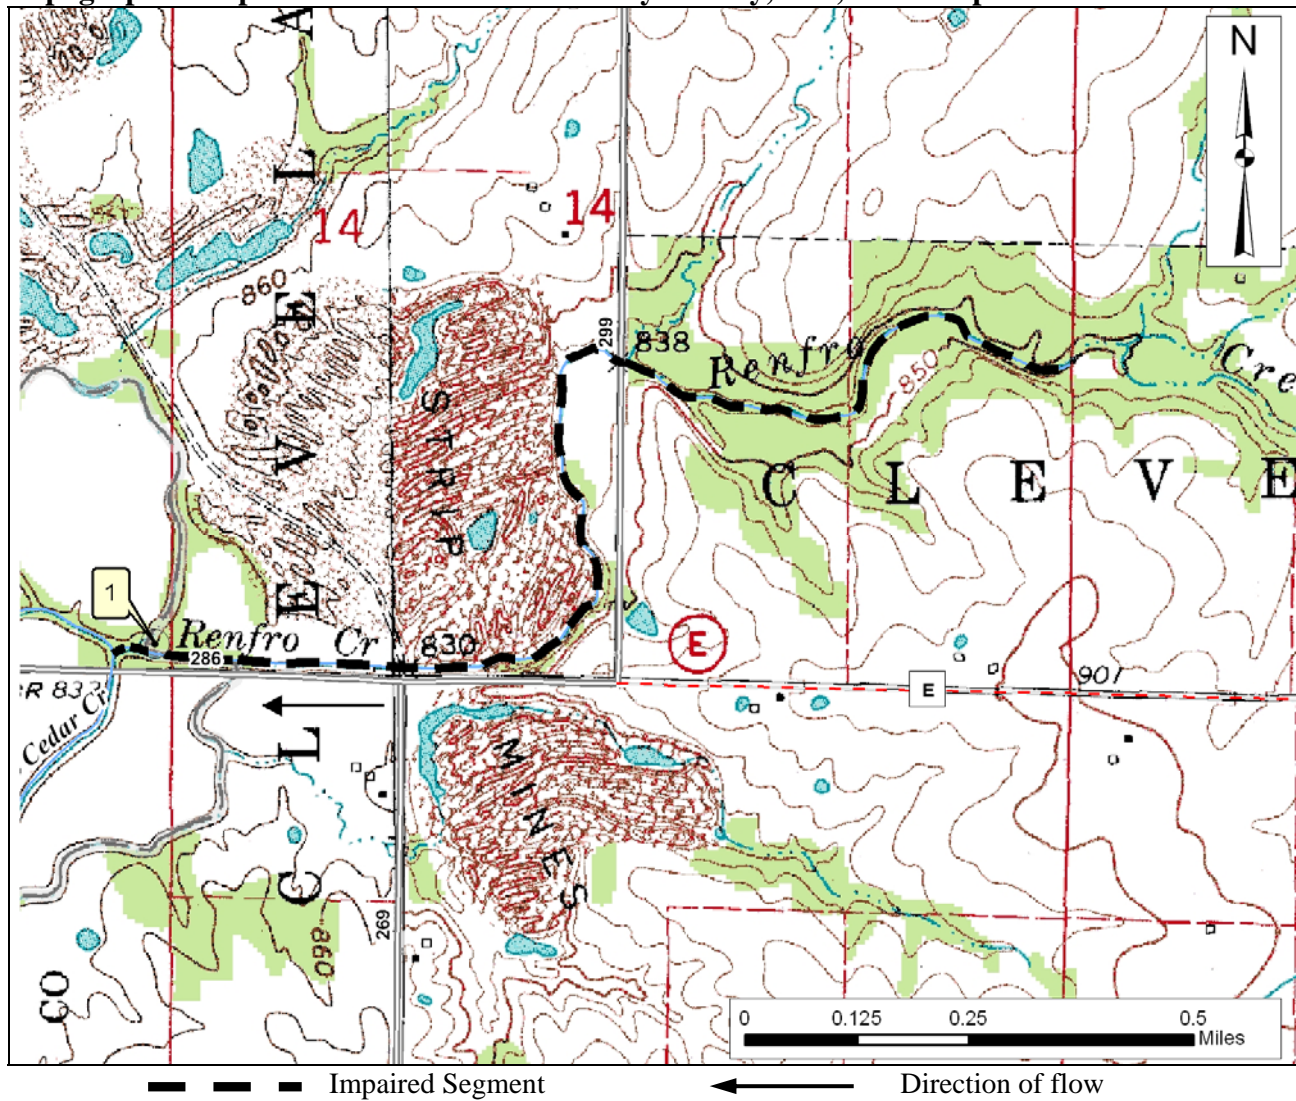 N
A
L
E
V
E
L
C
14
14
860
299
838
Renfro
Cre
850
STRIP
C L E V E
1
Renfro Cr
286
830
E
E
901
R 832
Cedar Cr
MINES
269
860
CO
0 0.125 0.25 0.5
Miles
Impaired Segment
Direction of flow